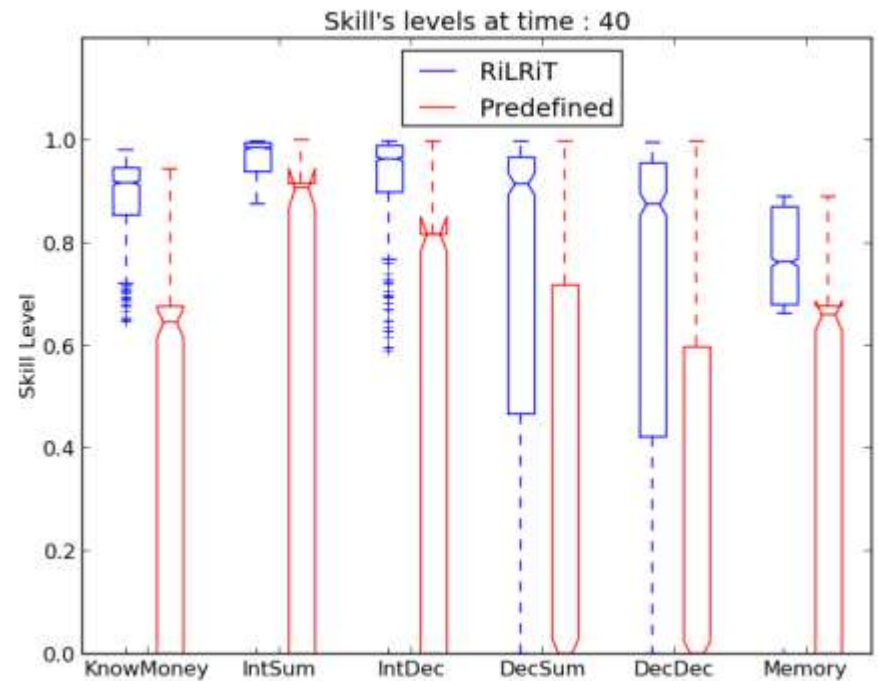 Skill's levels at time : 40
RiLRiT
Predefined
Skill Level
1.0
0.8
0.6
0.4
0.2
0.0
KnowMoney IntSum IntDec DecSum DecDec Memory